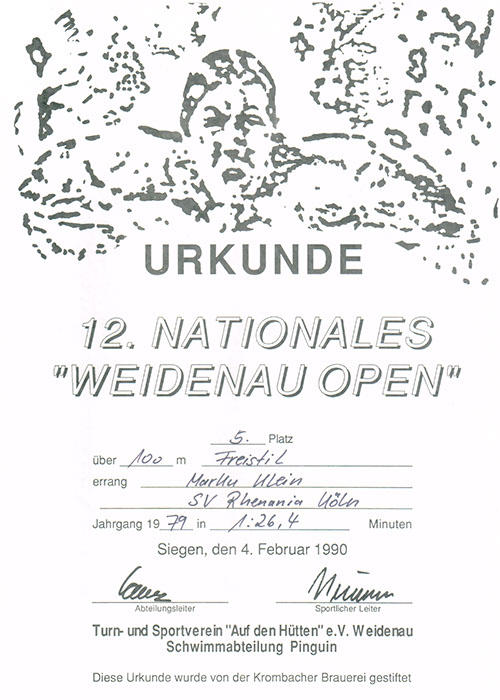 URKUNDE
12. NATIONALES
"WEIDENAU OPEN"
5. Platz
über 100 m Freistil
errang Klein
SV Rhenania Köln
Jahrgang 1979 in 1:26,4 Minuten
Siegen, den 4. Februar 1990
Abteilungsleiter Sportlicher Leiter
Turn- und Sportverein "Auf den Hütten" e.V. Weidenau
Schwimmabteilung Pinguin
Diese Urkunde wurde von der Krombacher Brauerei gestiftet